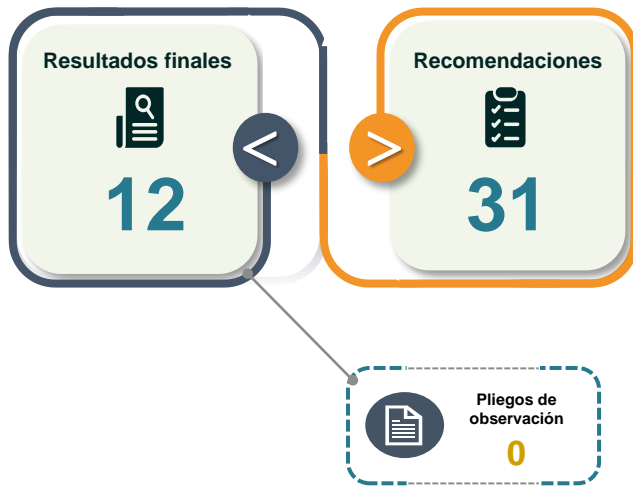 Resultados finales
12
<
>
Recomendaciones
31
Pliegos de
observación
0